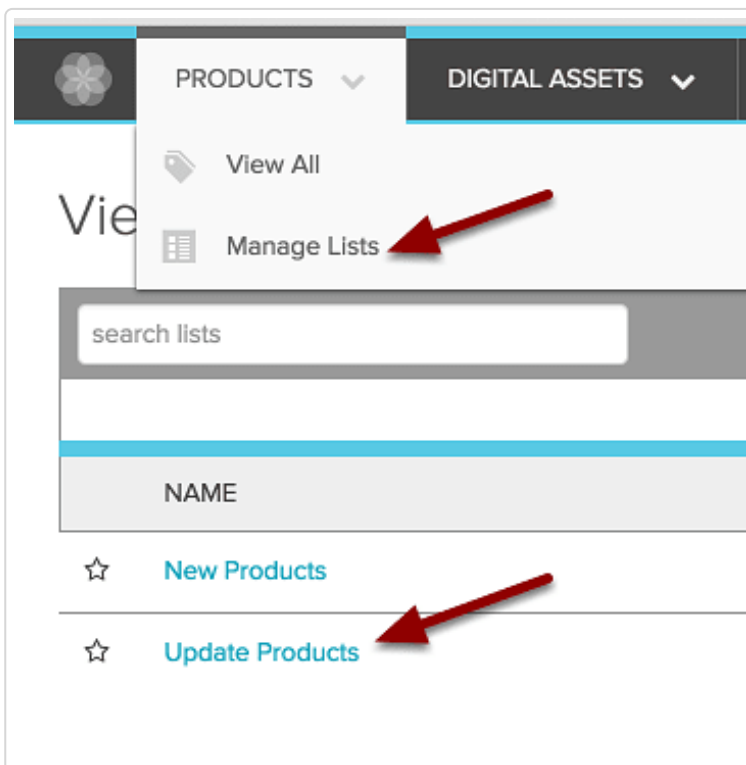 PRODUCTS DIGITAL ASSETS
View All
Vie
Manage Lists
search lists
NAME
New Products
Update Products